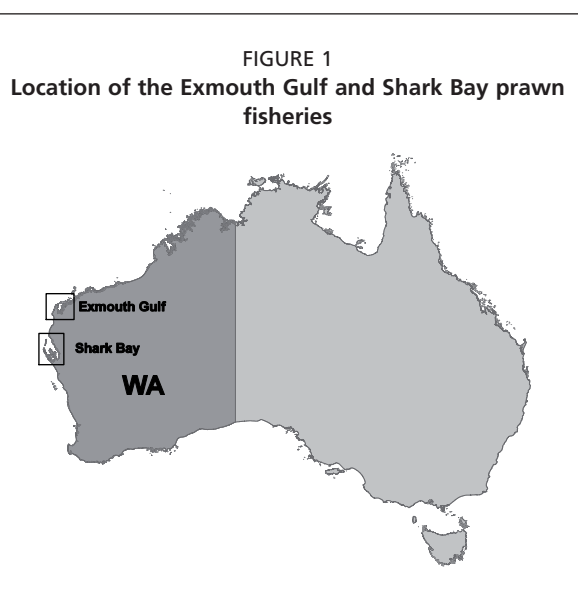 FIGURE 1
Location of the Exmouth Gulf and Shark Bay prawn
fisheries
Exmouth Gulf
Shark Bay
WA